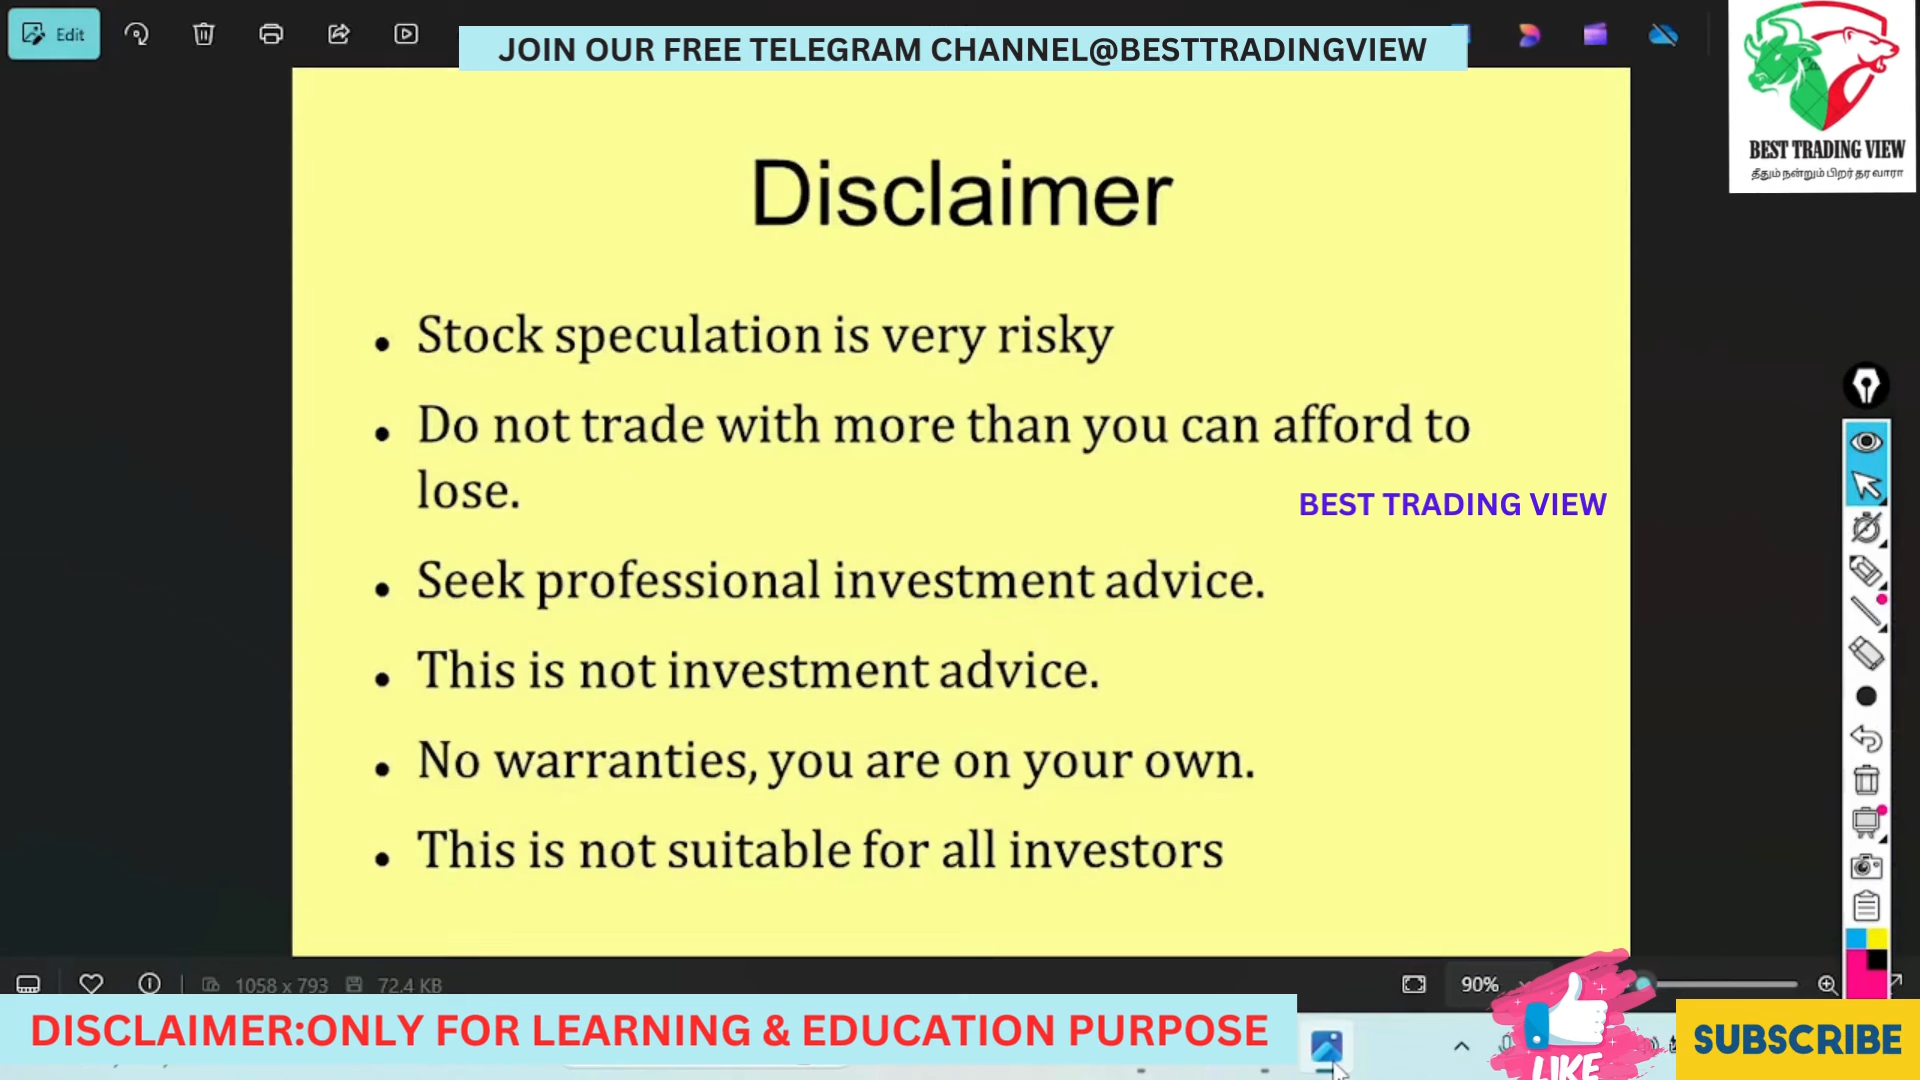 Edit
JOIN OUR FREE TELEGRAM CHANNEL@BESTTRADINGVIEW
BEST TRADING VIEW
தீதும் நன்றும் பிறர் தர வாரா
Disclaimer
• Stock speculation is very risky
• Do not trade with more than you can afford to
lose.
BEST TRADING VIEW
• Seek professional investment advice.
• This is not investment advice.
• No warranties, you are on your own.
• This is not suitable for all investors
1058 x 793
72.4 KB
90%
DISCLAIMER:ONLY FOR LEARNING & EDUCATION PURPOSE
LIKE
SUBSCRIBE